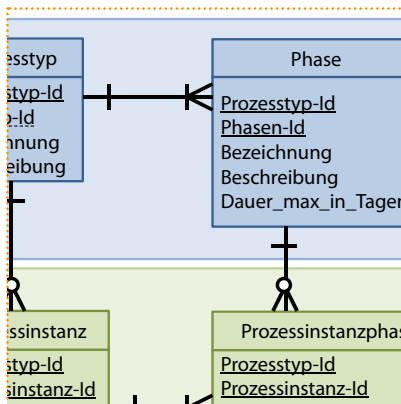 esstyp
styp-Id
o-Id
nnung
eibung
Phase
Prozesstyp-Id
Phasen-Id
Bezeichnung
Beschreibung
Dauer_max_in_Tagen
ssinstanz
styp-Id
sinstanz-Id
Prozessinstanzphas
Prozesstyp-Id
Prozessinstanz-Id